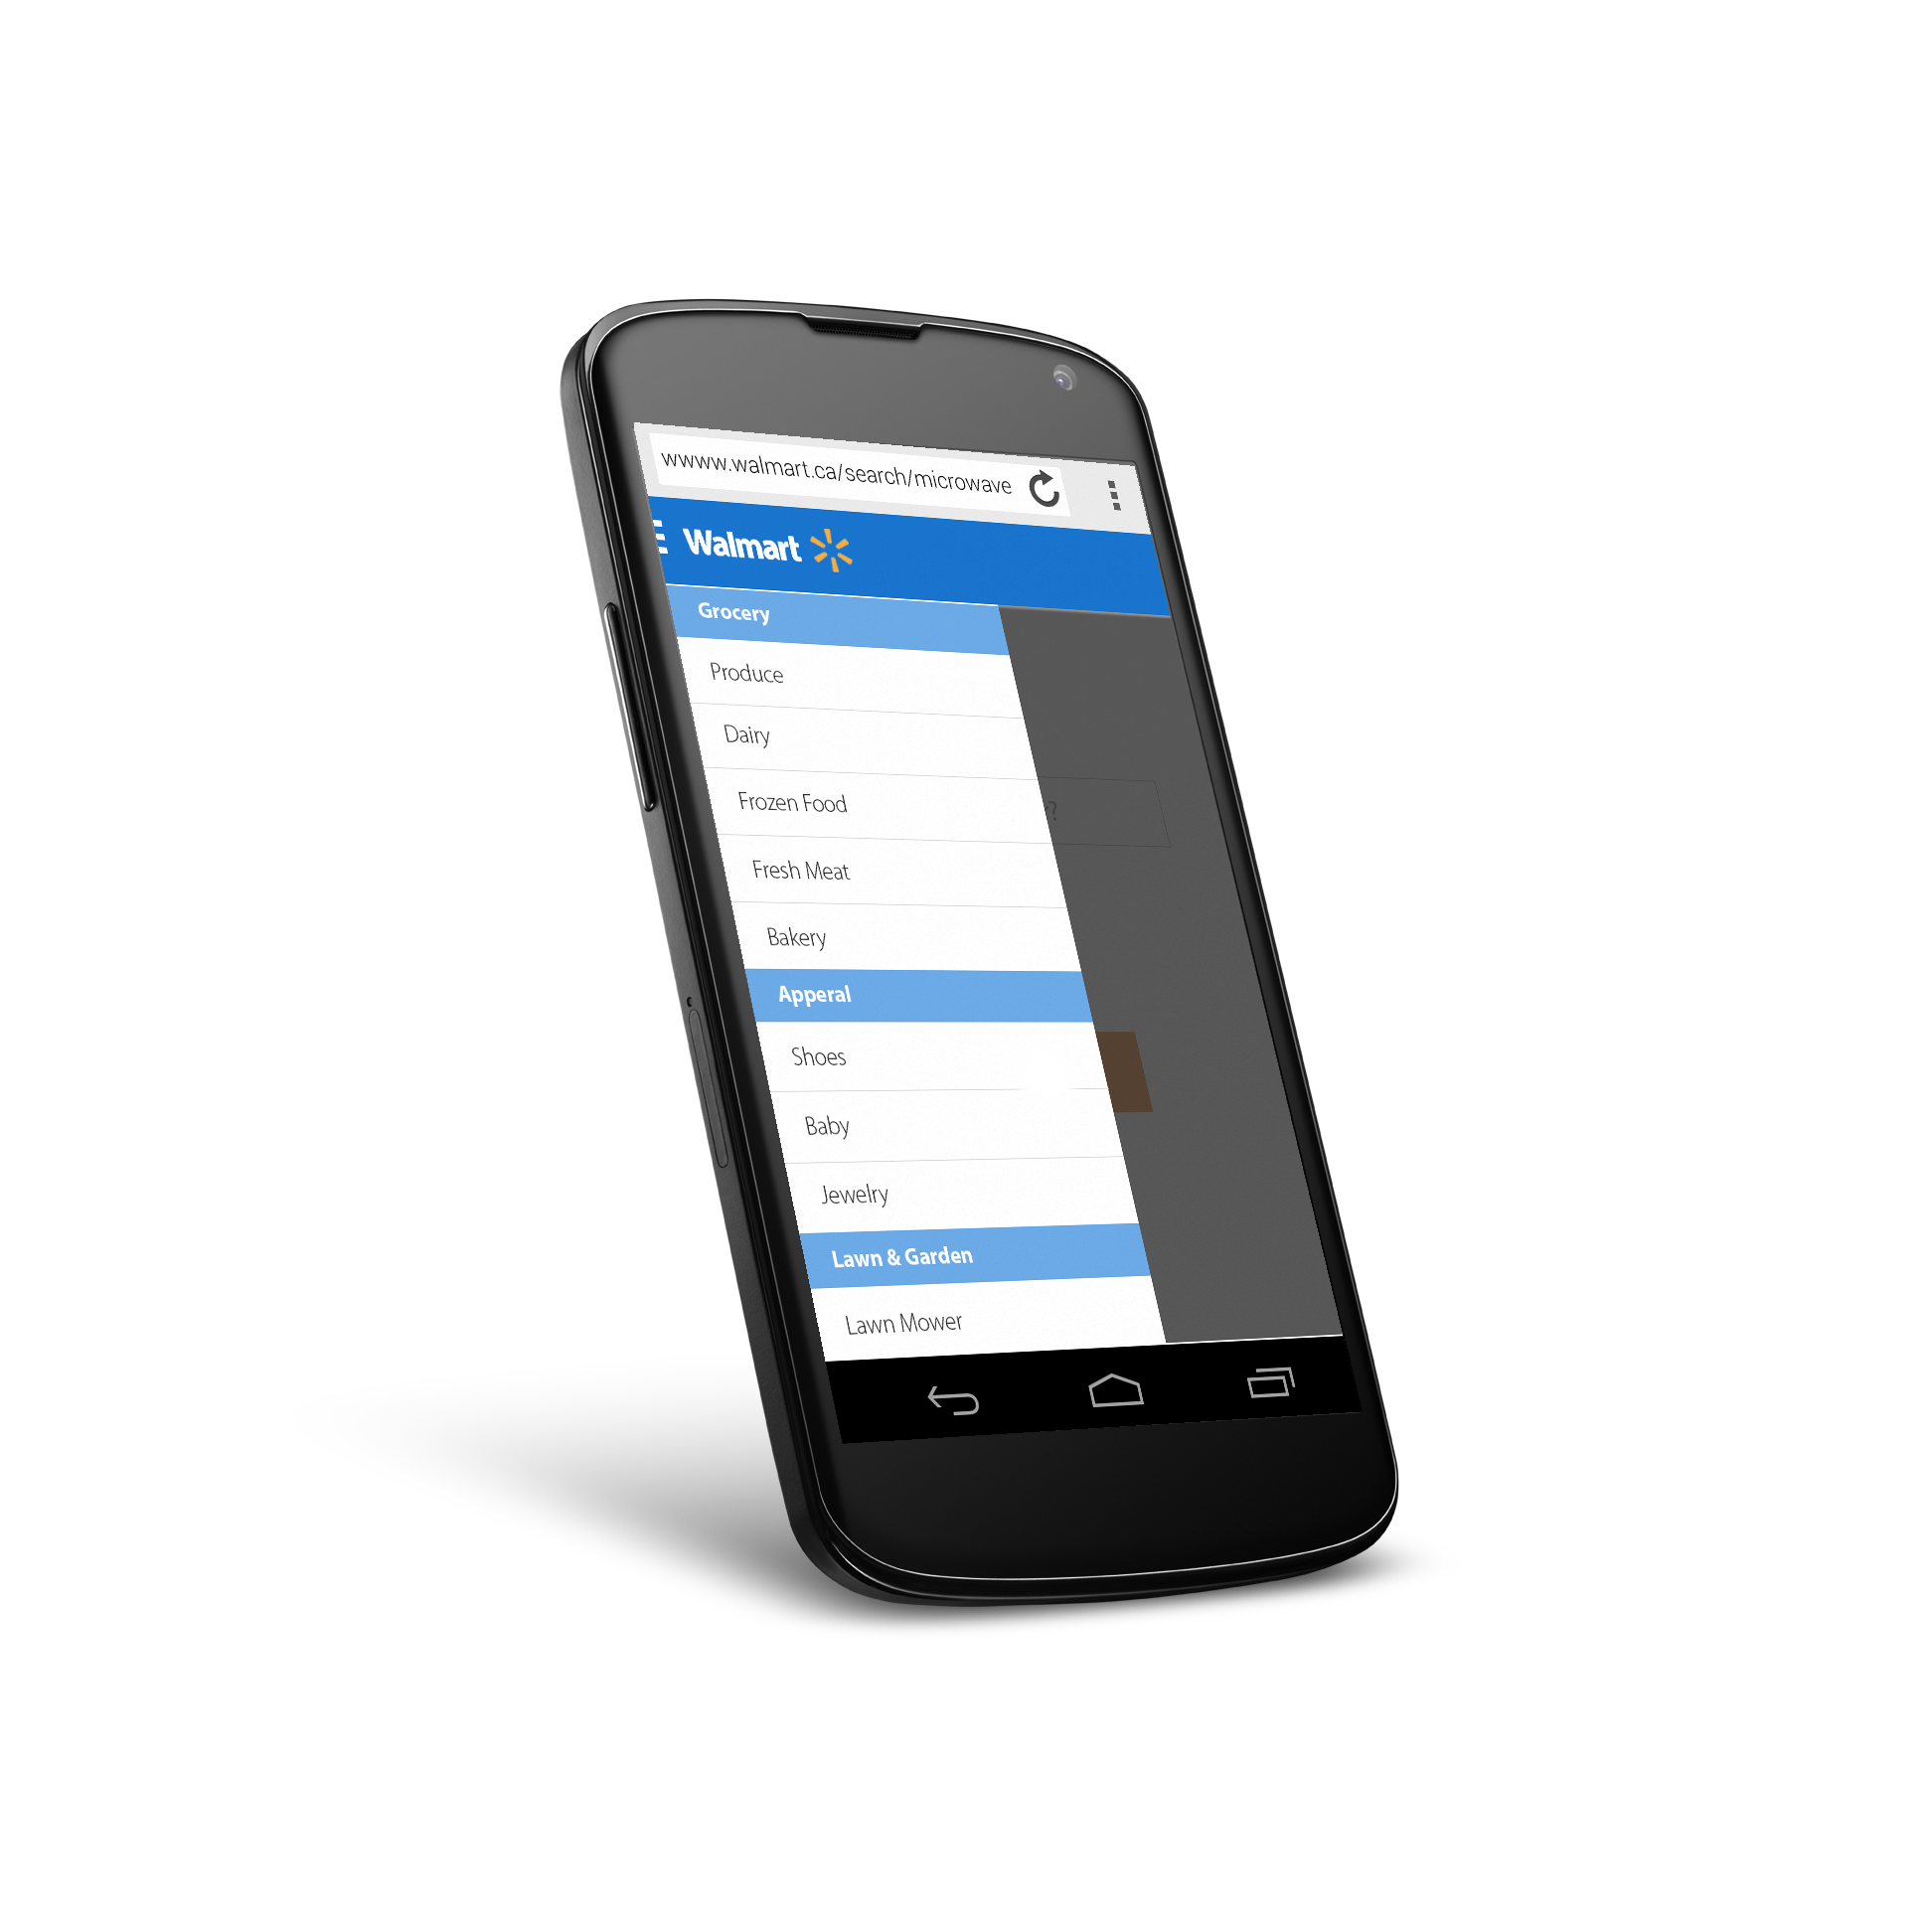 wwww.walmart.ca/search/microwave
Walmart
Grocery
Produce
Dairy
Frozen Food
?
Fresh Meat
Bakery
Apperal
Shoes
Baby
Jewelry
Lawn & Garden
Lawn Mower